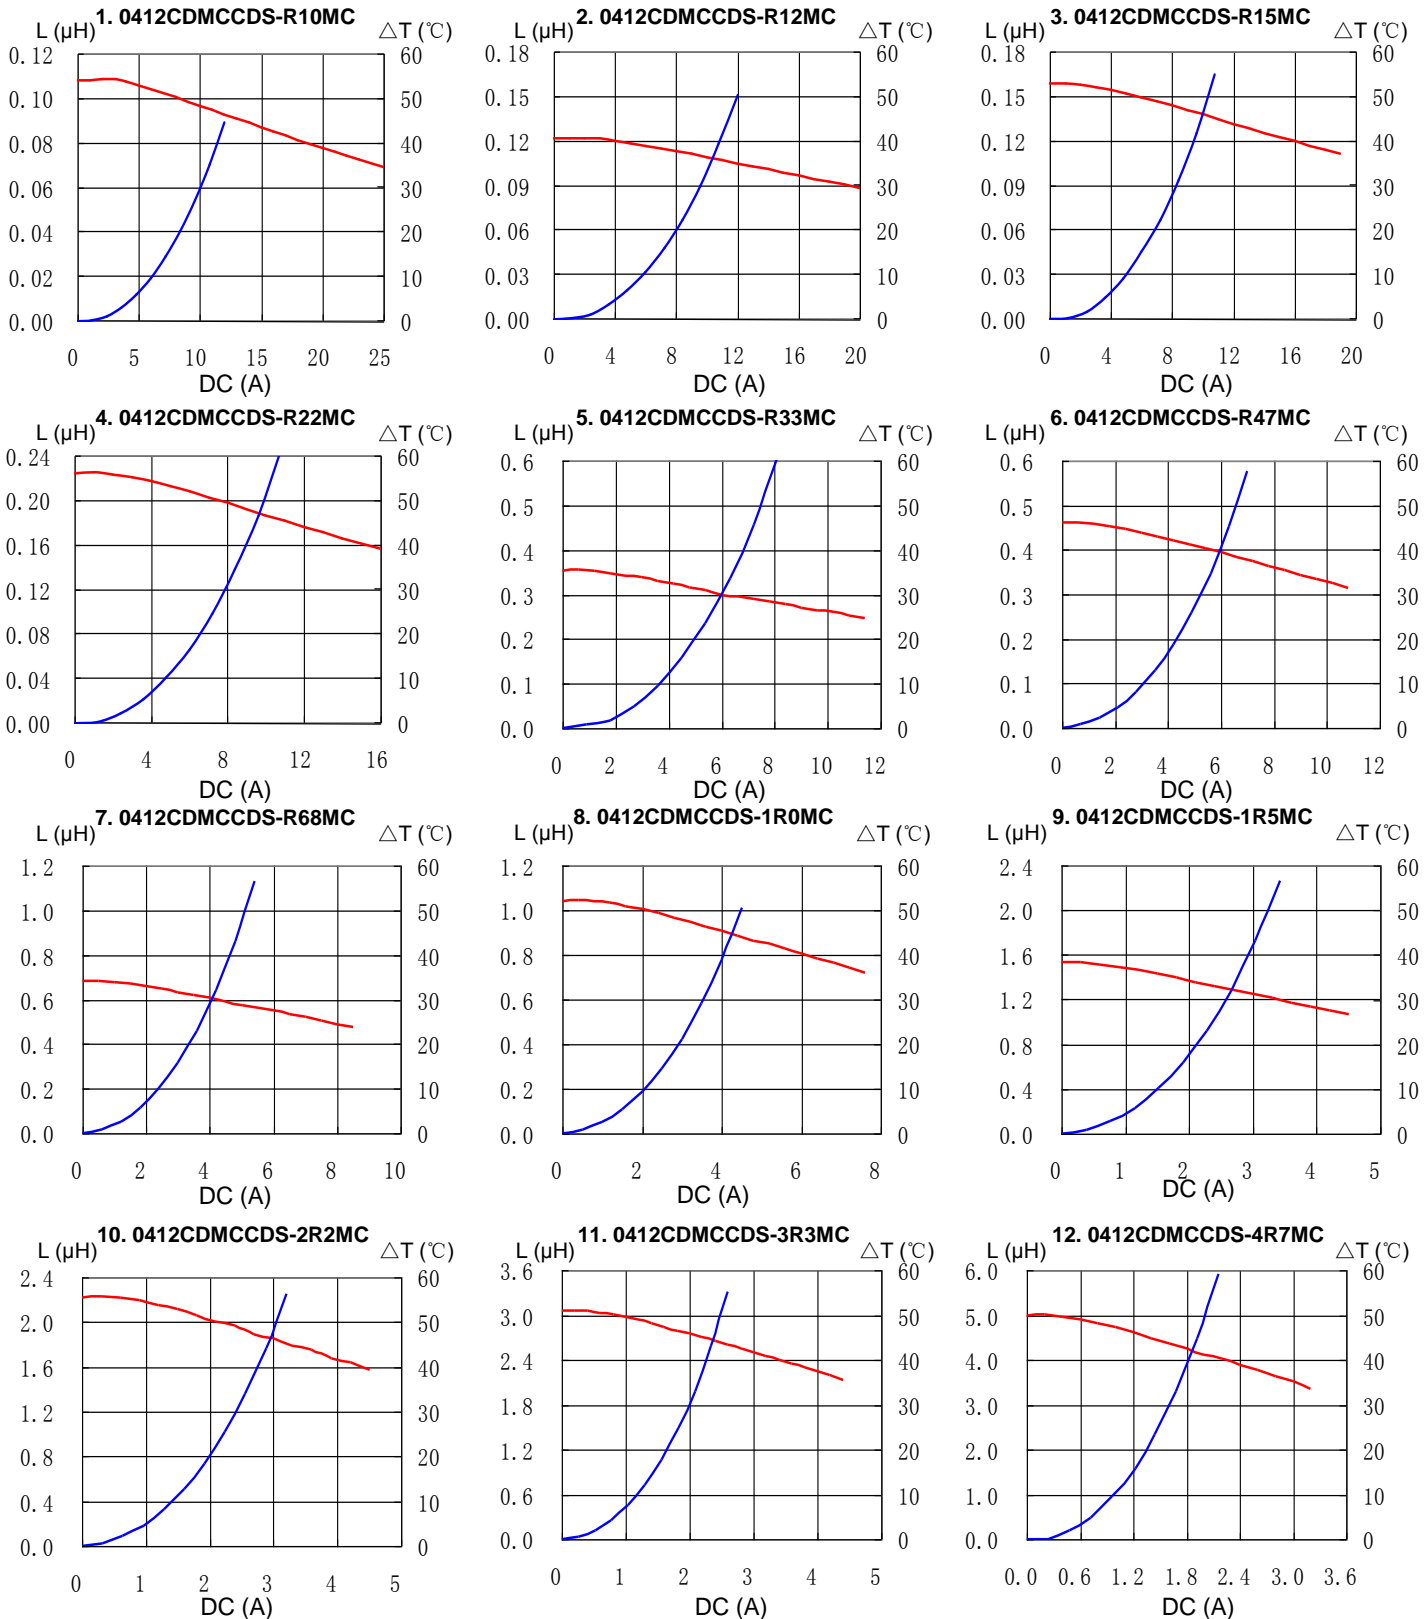 1. 0412CDMCCDS-R10MC
L (μH)
△T (℃)
0.12
0.10
0.08
0.06
0.04
0.02
0.00
60
50
40
30
20
10
0
0 5 10 15 20 25
DC (A)
2. 0412CDMCCDS-R12MC
L (μH)
△T (℃)
0.18
0.15
0.12
0.09
0.06
0.03
0.00
60
50
40
30
20
10
0
0 4 8 12 16 20
DC (A)
3. 0412CDMCCDS-R15MC
L (μH)
△T (℃)
0.18
0.15
0.12
0.09
0.06
0.03
0.00
60
50
40
30
20
10
0
0 4 8 12 16 20
DC (A)
4. 0412CDMCCDS-R22MC
L (μH)
△T (℃)
0.24
0.20
0.16
0.12
0.08
0.04
0.00
60
50
40
30
20
10
0
0 4 8 12 16
DC (A)
5. 0412CDMCCDS-R33MC
L (μH)
△T (℃)
0.6
0.5
0.4
0.3
0.2
0.1
0.0
60
50
40
30
20
10
0
0 2 4 6 8 10 12
DC (A)
6. 0412CDMCCDS-R47MC
L (μH)
△T (℃)
0.6
0.5
0.4
0.3
0.2
0.1
0.0
60
50
40
30
20
10
0
0 2 4 6 8 10 12
DC (A)
7. 0412CDMCCDS-R68MC
L (μH)
△T (℃)
1.2
1.0
0.8
0.6
0.4
0.2
0.0
60
50
40
30
20
10
0
0 2 4 6 8 10
DC (A)
8. 0412CDMCCDS-1R0MC
L (μH)
△T (℃)
1.2
1.0
0.8
0.6
0.4
0.2
0.0
60
50
40
30
20
10
0
0 2 4 6 8
DC (A)
9. 0412CDMCCDS-1R5MC
L (μH)
△T (℃)
2.4
2.0
1.6
1.2
0.8
0.4
0.0
60
50
40
30
20
10
0
0 1 2 3 4 5
DC (A)
10. 0412CDMCCDS-2R2MC
L (μH)
△T (℃)
2.4
2.0
1.6
1.2
0.8
0.4
0.0
60
50
40
30
20
10
0
0 1 2 3 4 5
DC (A)
11. 0412CDMCCDS-3R3MC
L (μH)
△T (℃)
3.6
3.0
2.4
1.8
1.2
0.6
0.0
60
50
40
30
20
10
0
0 1 2 3 4 5
DC (A)
12. 0412CDMCCDS-4R7MC
L (μH)
△T (℃)
6.0
5.0
4.0
3.0
2.0
1.0
0.0
60
50
40
30
20
10
0
0.0 0.6 1.2 1.8 2.4 3.0 3.6
DC (A)